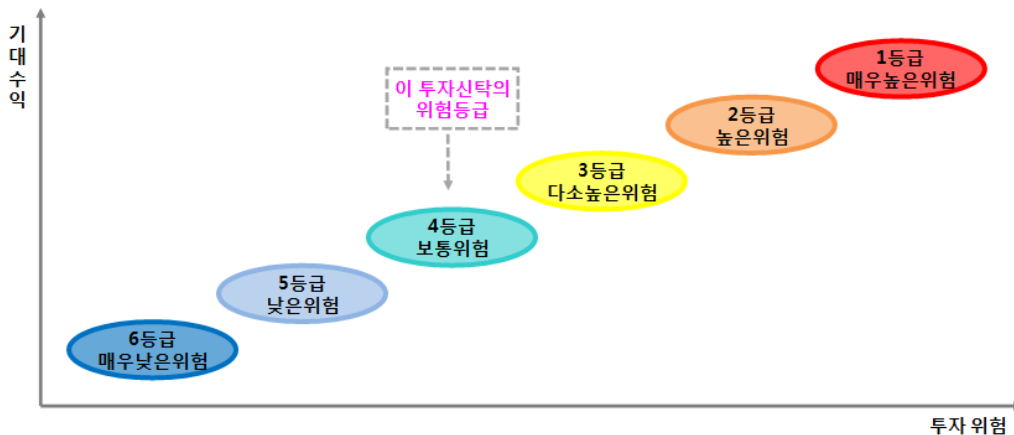 기대수익
1등급
매우높은위험
이 투자신탁의
위험등급
2등급
높은위험
3등급
다소높은위험
4등급
보통위험
5등급
낮은위험
6등급
매우낮은위험
투자 위험